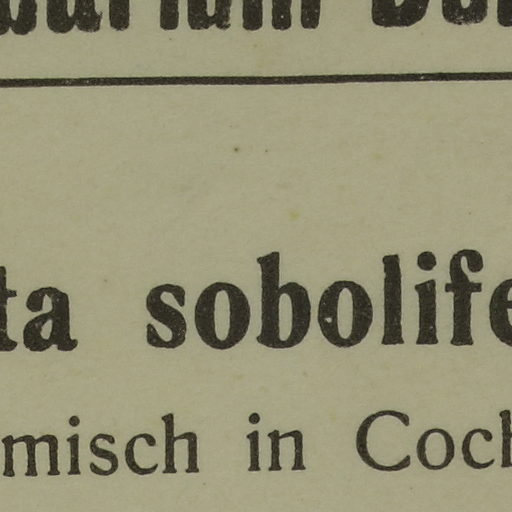 ta sobolife
misch in Coch